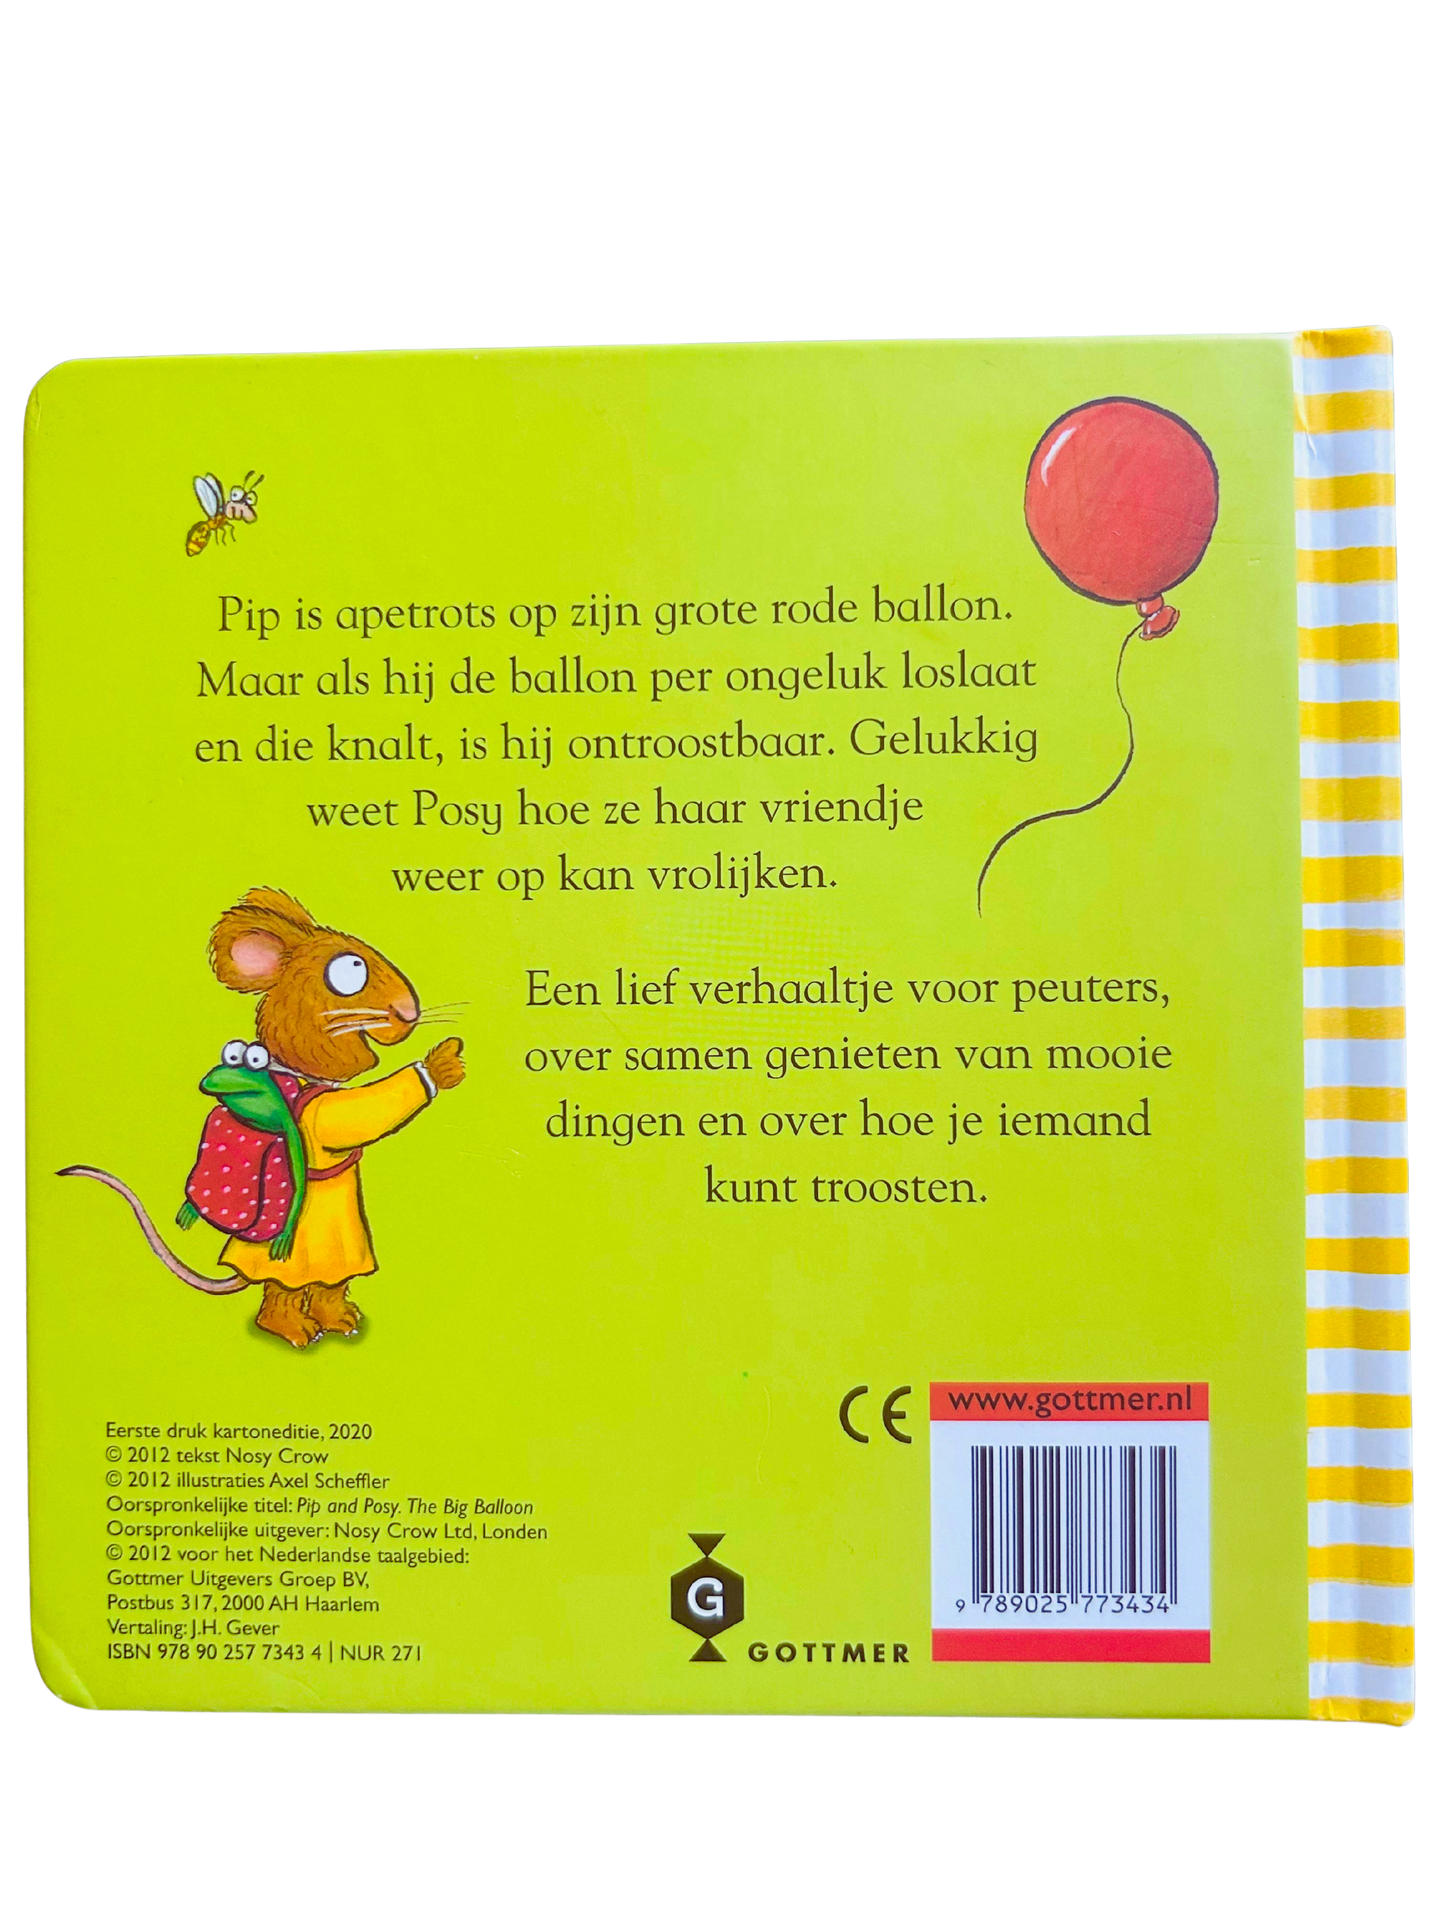 Pip is apetrots op zijn grote rode ballon.
Maar als hij de ballon per ongeluk loslaat
en die knalt, is hij ontroostbaar. Gelukkig
weet Posy hoe ze haar vriendje
weer op kan vrolijken.
Een lief verhaaltje voor peuters,
over samen genieten van mooie
dingen en over hoe je iemand
kunt troosten.
Eerste druk kartoneditie, 2020
© 2012 tekst Nosy Crow
© 2012 illustraties Axel Scheffler
Oorspronkelijke titel: Pip and Posy. The Big Balloon
Oorspronkelijke uitgever: Nosy Crow Ltd, Londen
© 2012 voor het Nederlandse taalgebied:
Gottmer Uitgevers Groep BV,
Postbus 317, 2000 AH Haarlem
Vertaling: J.H. Gever
ISBN 978 90 257 7343 4 | NUR 271
G
GOTTMER
CE
www.gottmer.nl
9 789025 773434